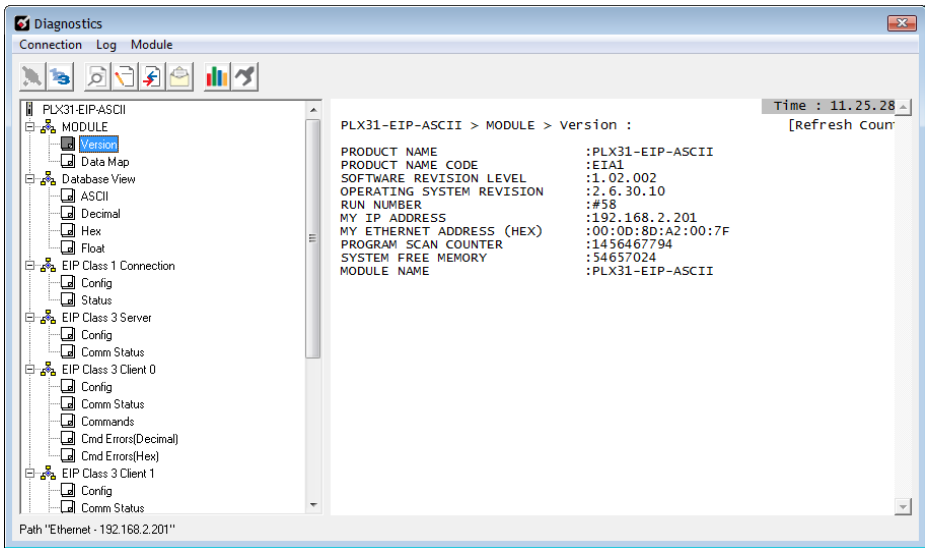 Diagnostics
Connection Log Module
PLX31-EIP-ASCII
MODULE
Version
Data Map
Database View
ASCII
Decimal
Hex
Float
EIP Class 1 Connection
Config
Status
EIP Class 3 Server
Config
Comm Status
EIP Class 3 Client 0
Config
Comm Status
Commands
Cmd Errors(Decimal)
Cmd Errors(Hex)
EIP Class 3 Client 1
Config
Comm Status
Time : 11.25.28
PLX31-EIP-ASCII > MODULE > Version : [Refresh Coun
PRODUCT NAME :PLX31-EIP-ASCII
PRODUCT NAME CODE :EIA1
SOFTWARE REVISION LEVEL :1.02.002
OPERATING SYSTEM REVISION :2.6.30.10
RUN NUMBER :#58
MY IP ADDRESS :192.168.2.201
MY ETHERNET ADDRESS (HEX) :00:0D:8D:A2:00:7F
PROGRAM SCAN COUNTER :1456467794
SYSTEM FREE MEMORY :54657024
MODULE NAME :PLX31-EIP-ASCII
Path "Ethernet - 192.168.2.201"